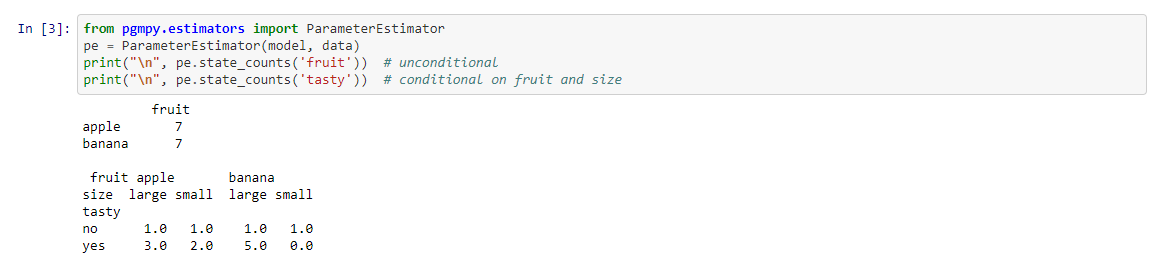 In [3]: from pgmpy.estimators import ParameterEstimator
pe = ParameterEstimator(model, data)
print("\n", pe.state_counts('fruit'))  # unconditional
print("\n", pe.state_counts('tasty'))  # conditional on fruit and size
fruit
apple 7
banana 7
fruit apple banana
size large small large small
tasty
no 1.0 1.0 1.0 1.0
yes 3.0 2.0 5.0 0.0